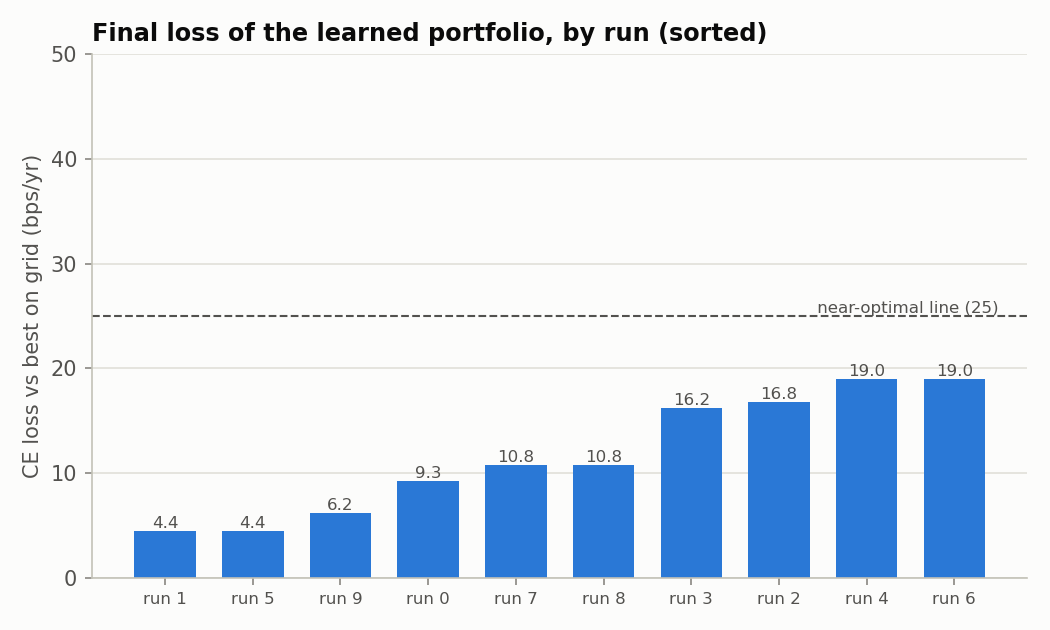 Final loss of the learned portfolio, by run (sorted)
CE loss vs best on grid (bps/yr)
50
40
30
20
10
0
near-optimal line (25)
4.4
4.4
6.2
9.3
10.8
10.8
16.2
16.8
19.0
19.0
run 1
run 5
run 9
run 0
run 7
run 8
run 3
run 2
run 4
run 6